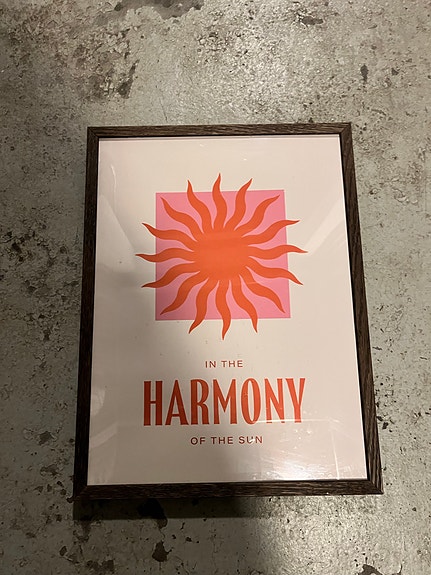 IN THE
HARMONY
OF THE SUN